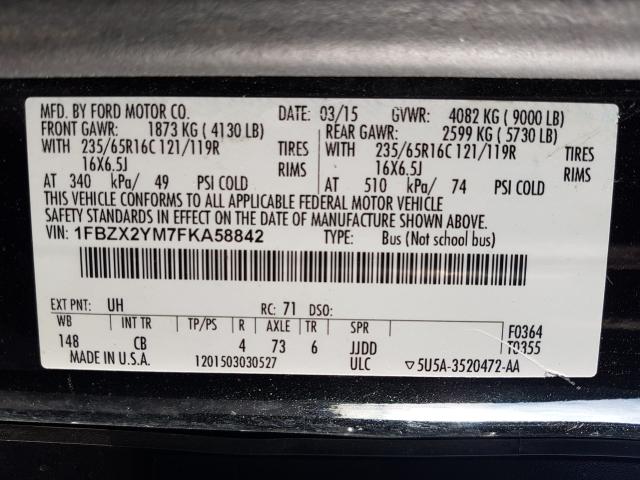 MFD. BY FORD MOTOR CO. DATE: 03/15 GVWR: 4082 KG ( 9000 LB)
FRONT GAWR: 1873 KG ( 4130 LB) REAR GAWR: 2599 KG ( 5730 LB)
WITH 235/65R16C 121/119R TIRES WITH 235/65R16C 121/119R TIRES
16X6.5J RIMS 16X6.5J RIMS
AT 340 kPa/ 49 PSI COLD AT 510 kPa/ 74 PSI COLD
THIS VEHICLE CONFORMS TO ALL APPLICABLE FEDERAL MOTOR VEHICLE
SAFETY STANDARDS IN EFFECT ON THE DATE OF MANUFACTURE SHOWN ABOVE.
VIN: 1FBZX2YM7FKA58842 TYPE: Bus (Not school bus)
EXT PNT: UH RC: 71 DSO:
WB INT TR TP/PS R AXLE TR SPR F0364
148 CB 4 73 6 JJDD T0355
MADE IN U.S.A. 1201503030527 ULC ▽5U5A-3520472-AA